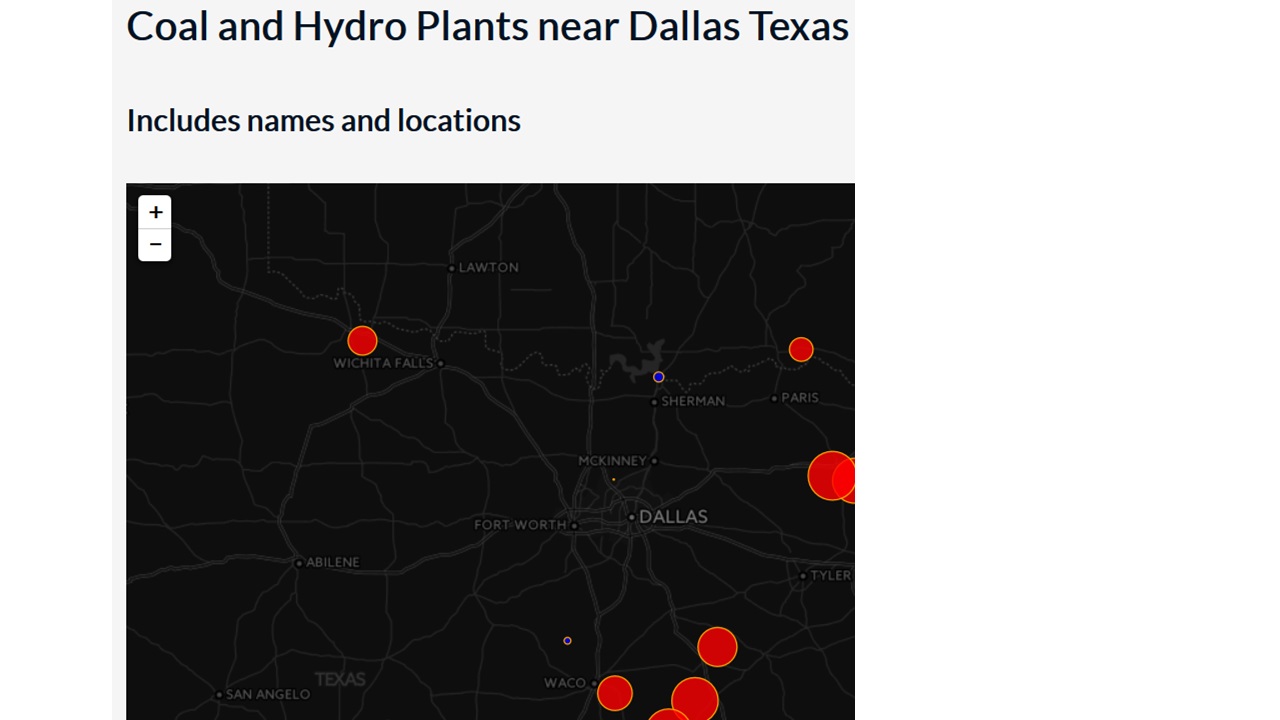 Coal and Hydro Plants near Dallas Texas
Includes names and locations
+
−
LAWTON
WICHITA FALLS
SHERMAN
PARIS
MCKINNEY
DALLAS
FORT WORTH
ABILENE
TYLER
TEXAS
WACO
SAN ANGELO